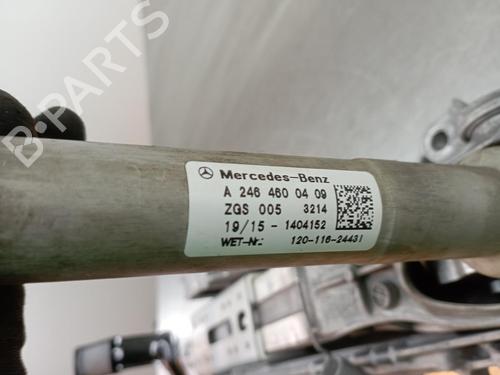 Mercedes-Benz
A 246 460 04 09
ZGS 005 3214
19/15 - 1404152
WET-Nr.: 120-116-24431
B-PARTS